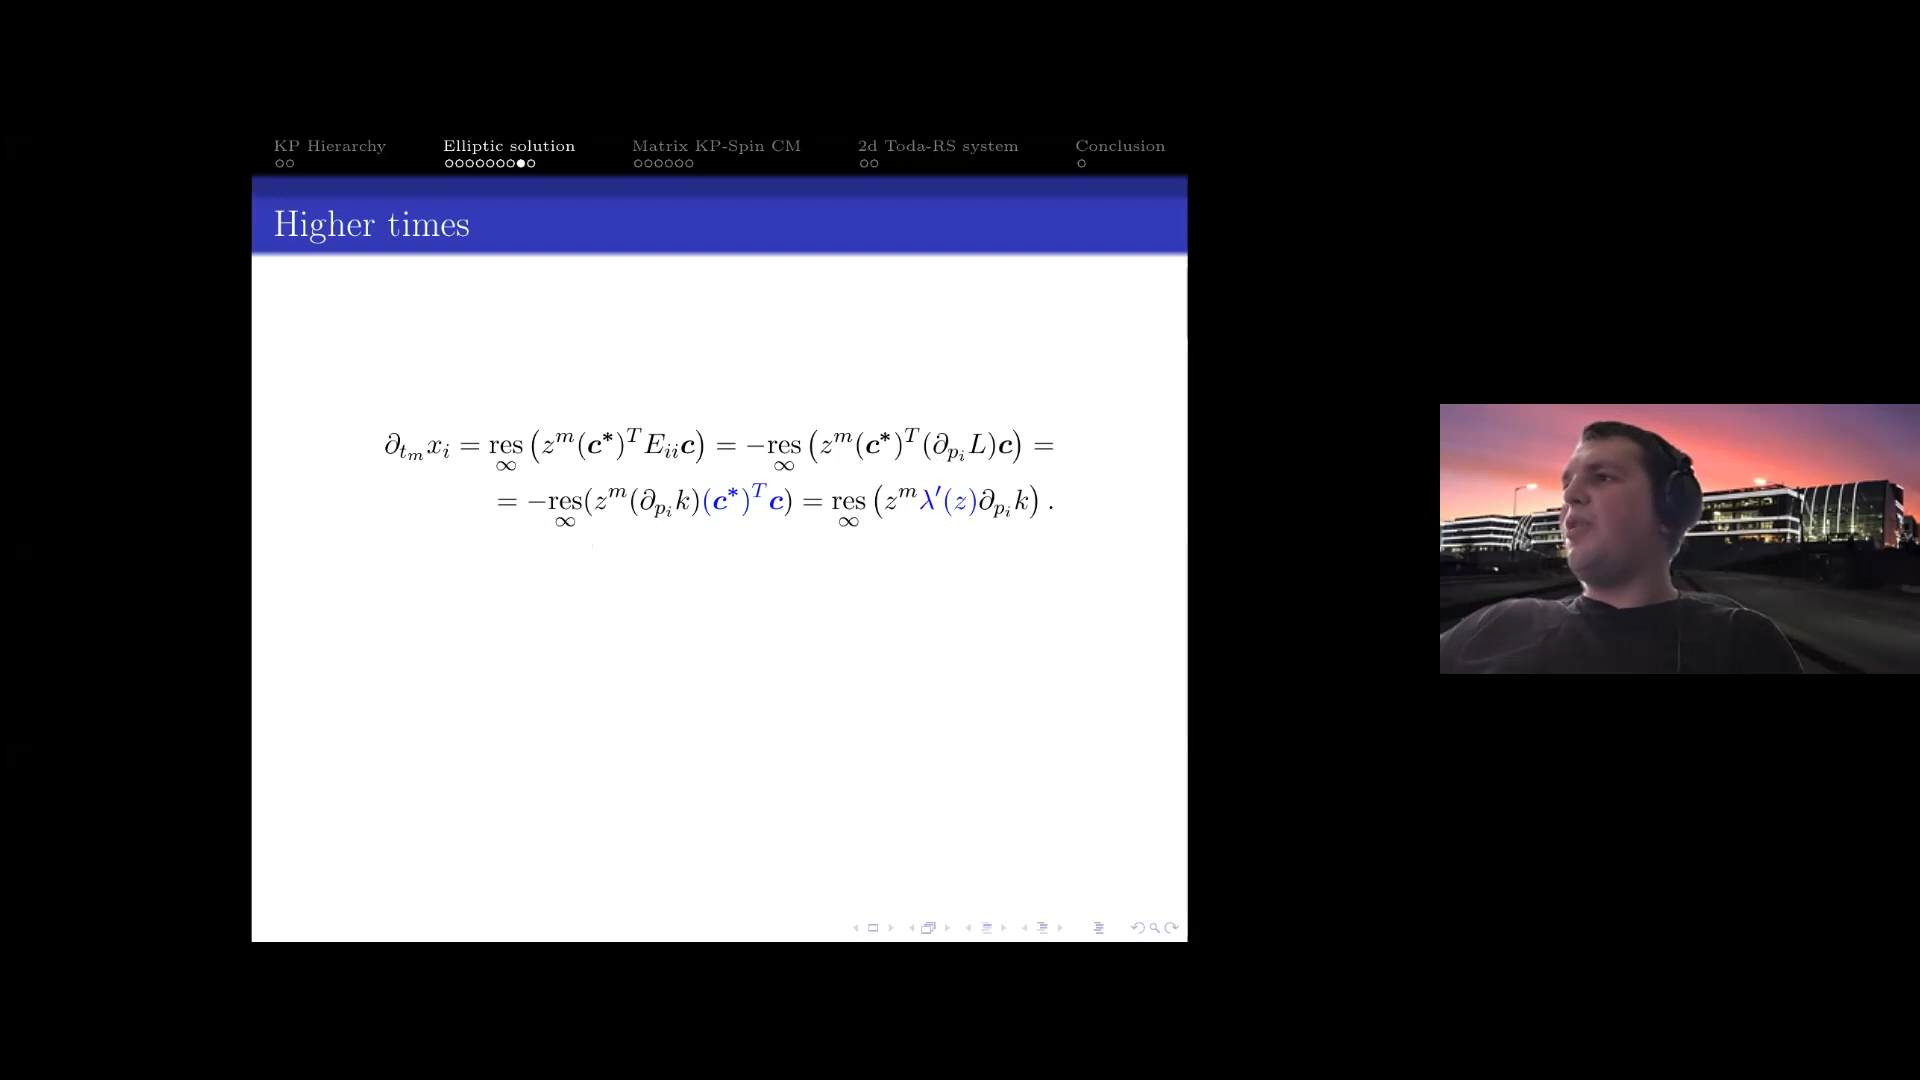 KP Hierarchy Elliptic solution Matrix KP-Spin CM 2d Toda-RS system Conclusion
Higher times
∂_{t_m} x_i = res_∞ (z^m (c*)^T E_{ii} c) = −res_∞ (z^m (c*)^T (∂_{p_i} L) c) =
= −res_∞ (z^m (∂_{p_i} k)(c*)^T c) = res_∞ (z^m λ′(z) ∂_{p_i} k) .